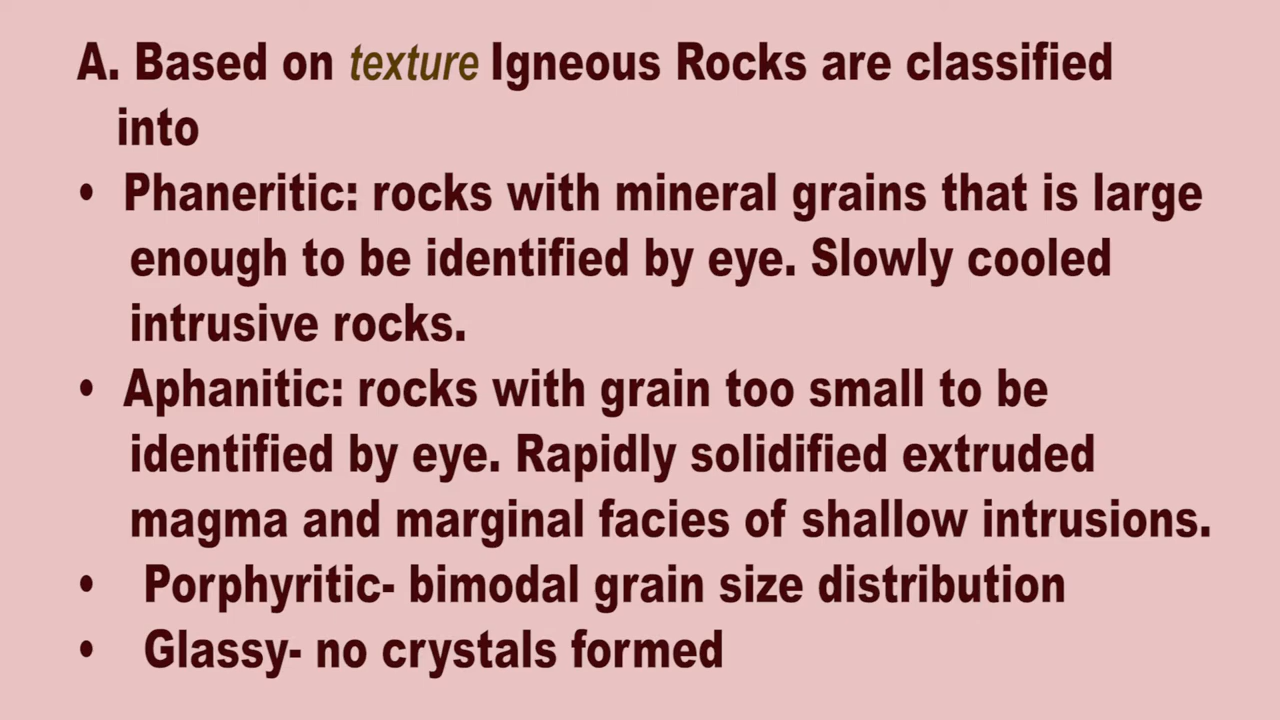 A. Based on texture Igneous Rocks are classified
into
• Phaneritic: rocks with mineral grains that is large
enough to be identified by eye. Slowly cooled
intrusive rocks.
• Aphanitic: rocks with grain too small to be
identified by eye. Rapidly solidified extruded
magma and marginal facies of shallow intrusions.
• Porphyritic- bimodal grain size distribution
• Glassy- no crystals formed